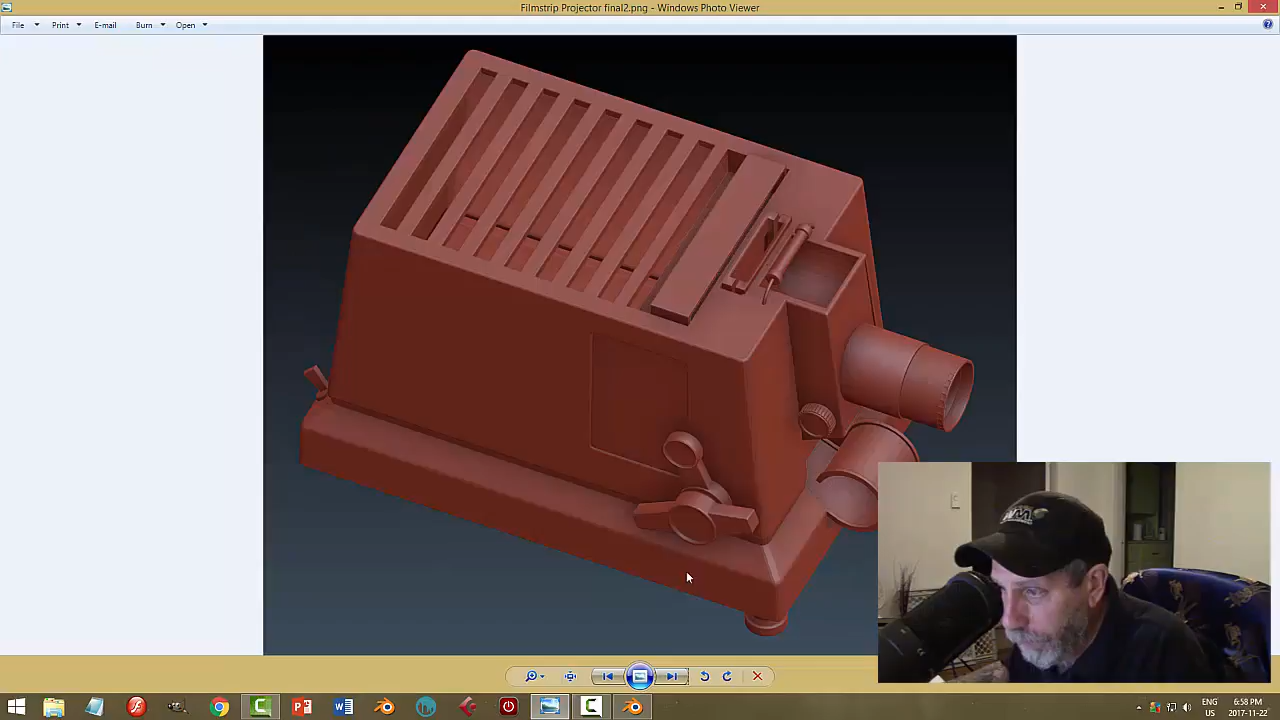 Filmstrip Projector final2.png - Windows Photo Viewer
File Print E-mail Burn Open
ENG
6:58 PM
US
2017-11-22